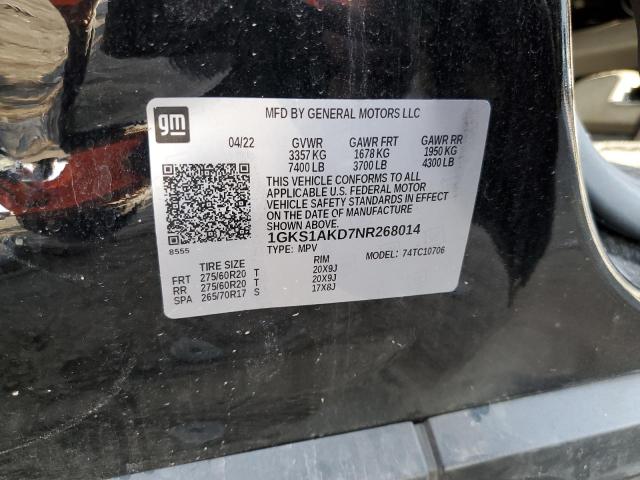 gm
MFD BY GENERAL MOTORS LLC
04/22 GVWR GAWR FRT GAWR RR
3357 KG 1678 KG 1950 KG
7400 LB 3700 LB 4300 LB
THIS VEHICLE CONFORMS TO ALL
APPLICABLE U.S. FEDERAL MOTOR
VEHICLE SAFETY STANDARDS IN EFFECT
ON THE DATE OF MANUFACTURE
SHOWN ABOVE.
1GKS1AKD7NR268014
8555
TYPE: MPV MODEL: 74TC10706
TIRE SIZE RIM
FRT 275/60R20 T 20X9J
RR 275/60R20 T 20X9J
SPA 265/70R17 S 17X8J